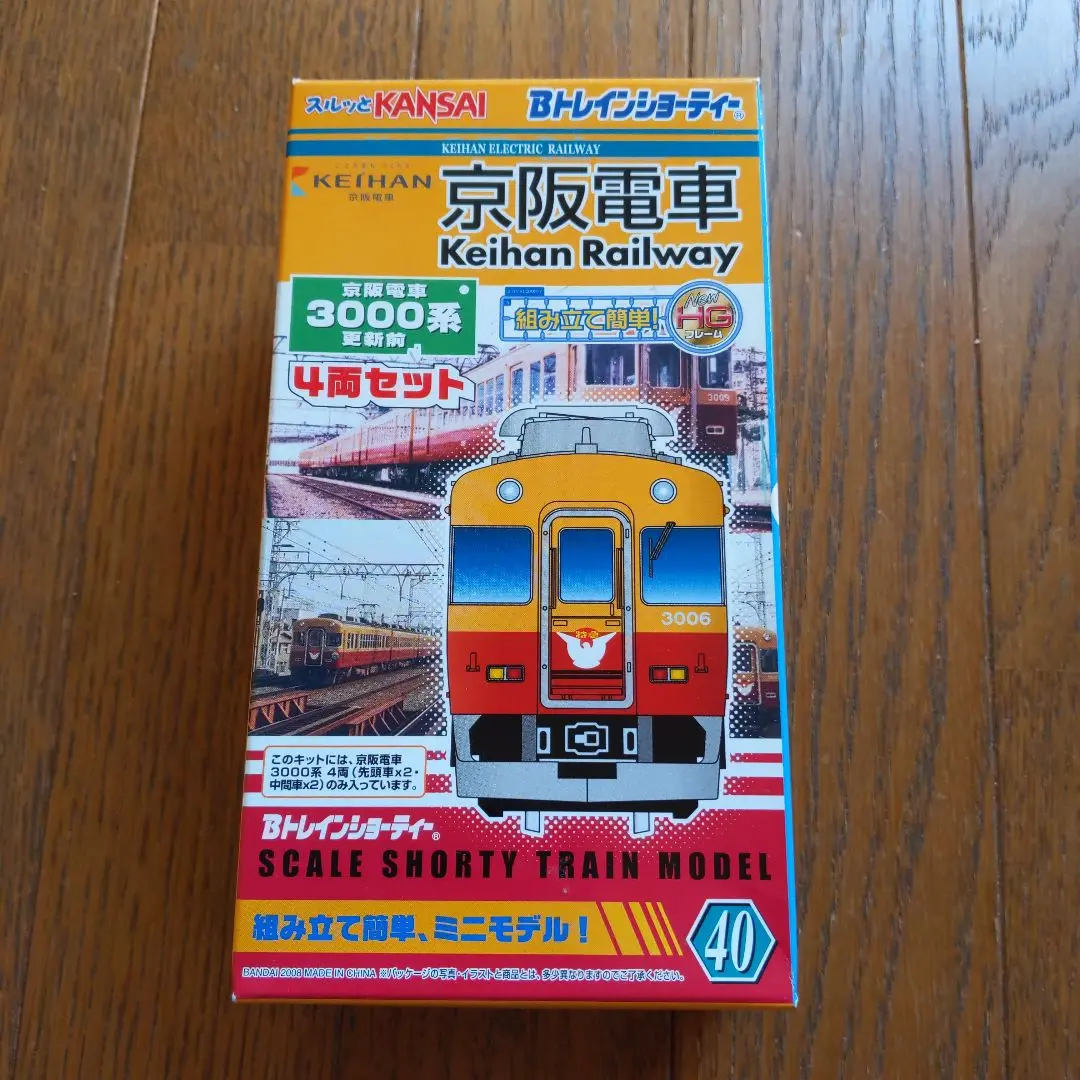 スルッとKANSAI
Bトレインショーティー®
KEIHAN ELECTRIC RAILWAY
KEIHAN
京阪電車
京阪電車
Keihan Railway
京阪電車
3000系
更新前
組み立て簡単!
New
HG
フレーム
4両セット
3009
3006
特急
このキットには、京阪電車
3000系 4両(先頭車x2・
中間車x2)のみ入っています。
Bトレインショーティー®
SCALE SHORTY TRAIN MODEL
組み立て簡単、ミニモデル!
40
BANDAI 2008 MADE IN CHINA ※パッケージの写真・イラストと商品とは、多少異なりますのでご了承ください。